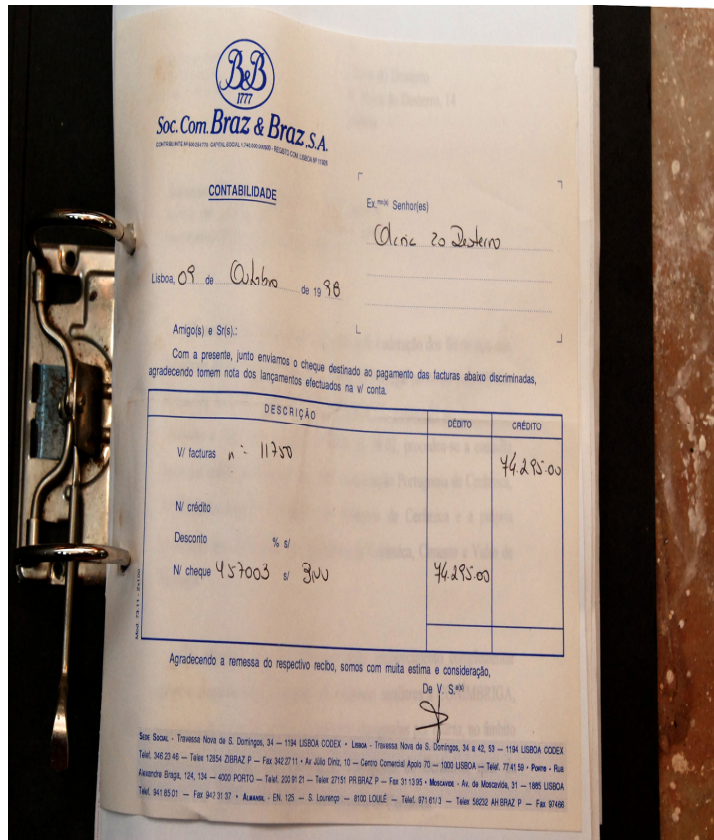 B&B
1777
Soc. Com. Braz & Braz, S.A.
CONTABILIDADE
Ex.mo(s) Senhor(es)
Lisboa, 09 de Outubro de 1998
Amigo(s) e Sr(s).:
Com a presente, junto enviamos o cheque destinado ao pagamento das facturas abaixo discriminadas,
agradecendo tomem nota dos lançamentos efectuados na v/ conta.
DESCRIÇÃO DÉBITO CRÉDITO
V/ facturas nº 11750 74.295.00
N/ crédito
Desconto % s/
N/ cheque 457003 s/ 74.295.00
Agradecendo a remessa do respectivo recibo, somos com muita estima e consideração,
De V. S.as
SEDE SOCIAL - Travessa Nova de S. Domingos, 34 — 1194 LISBOA CODEX • LISBOA - Travessa Nova de S. Domingos, 34 a 42, 53 — 1194 LISBOA CODEX
Telef. 346 23 46 — Telex 12854 ZIBRAZ P — Fax 342 27 11 • Av Júlio Diniz, 10 — Centro Comercial Apolo 70 — 1000 LISBOA — Telef. 77 41 59 • PORTO - Rua
Alexandre Braga, 124, 134 — 4000 PORTO — Telef. 200 91 21 — Telex 27151 PR BRAZ P — Fax 31 13 95 • MOSCAVIDE - Av. de Moscavide, 31 — 1885 LISBOA
Telef. 941 85 01 — Fax 942 31 37 • ALMANSIL - EN. 125 — S. Lourenço — 8100 LOULÉ — Telef. 971 61/3 — Telex 58232 AH BRAZ P — Fax 97466